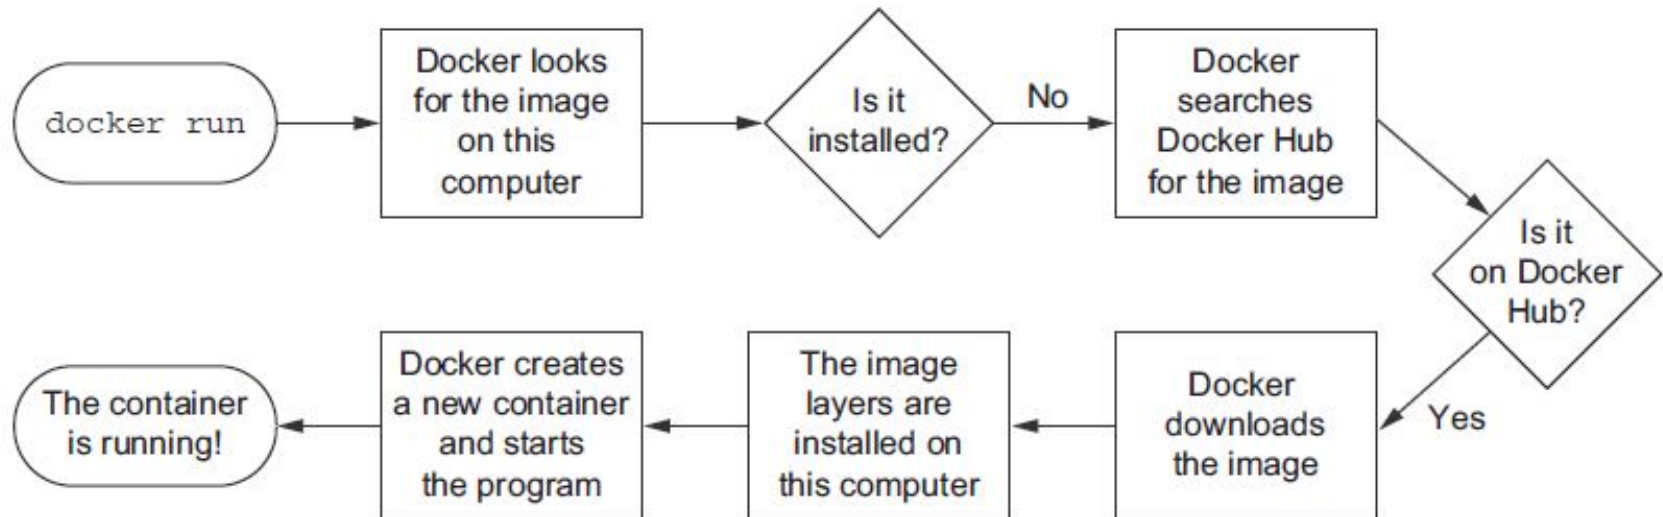 docker run
Docker looks
for the image
on this
computer
Is it
installed?
No
Docker
searches
Docker Hub
for the image
Is it
on Docker
Hub?
Yes
Docker
downloads
the image
The image
layers are
installed on
this computer
Docker creates
a new container
and starts
the program
The container
is running!